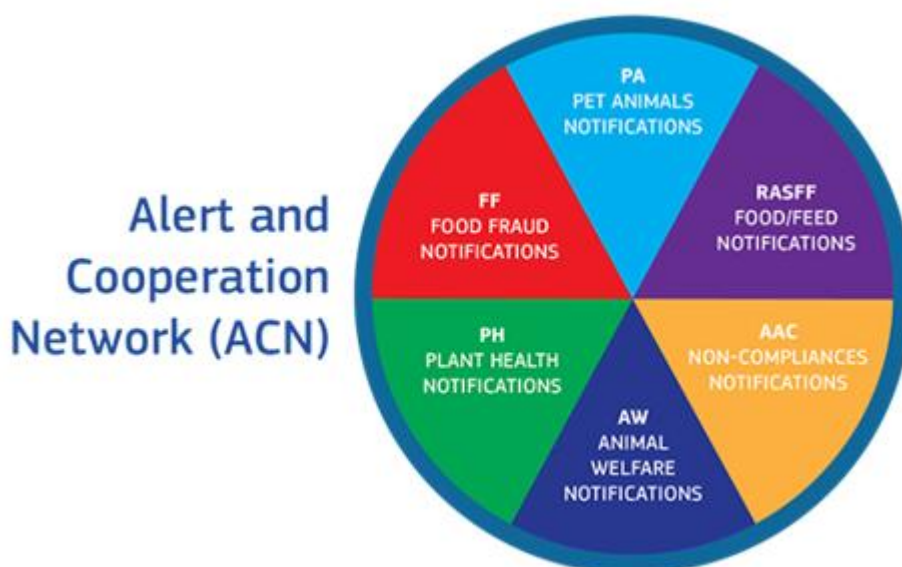 Alert and
Cooperation
Network (ACN)
PA
PET ANIMALS
NOTIFICATIONS
RASFF
FOOD/FEED
NOTIFICATIONS
AAC
NON-COMPLIANCES
NOTIFICATIONS
AW
ANIMAL
WELFARE
NOTIFICATIONS
PH
PLANT HEALTH
NOTIFICATIONS
FF
FOOD FRAUD
NOTIFICATIONS